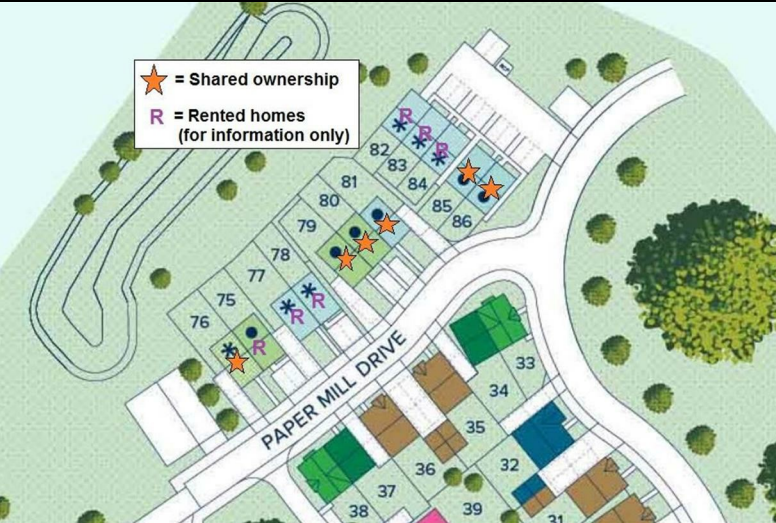 = Shared ownership
R = Rented homes
(for information only)
R
R
R
82
83
84
85
86
81
80
79
78
77
75
76
R
R
R
PAPER MILL DRIVE
33
34
35
36
37
38
32
39
31